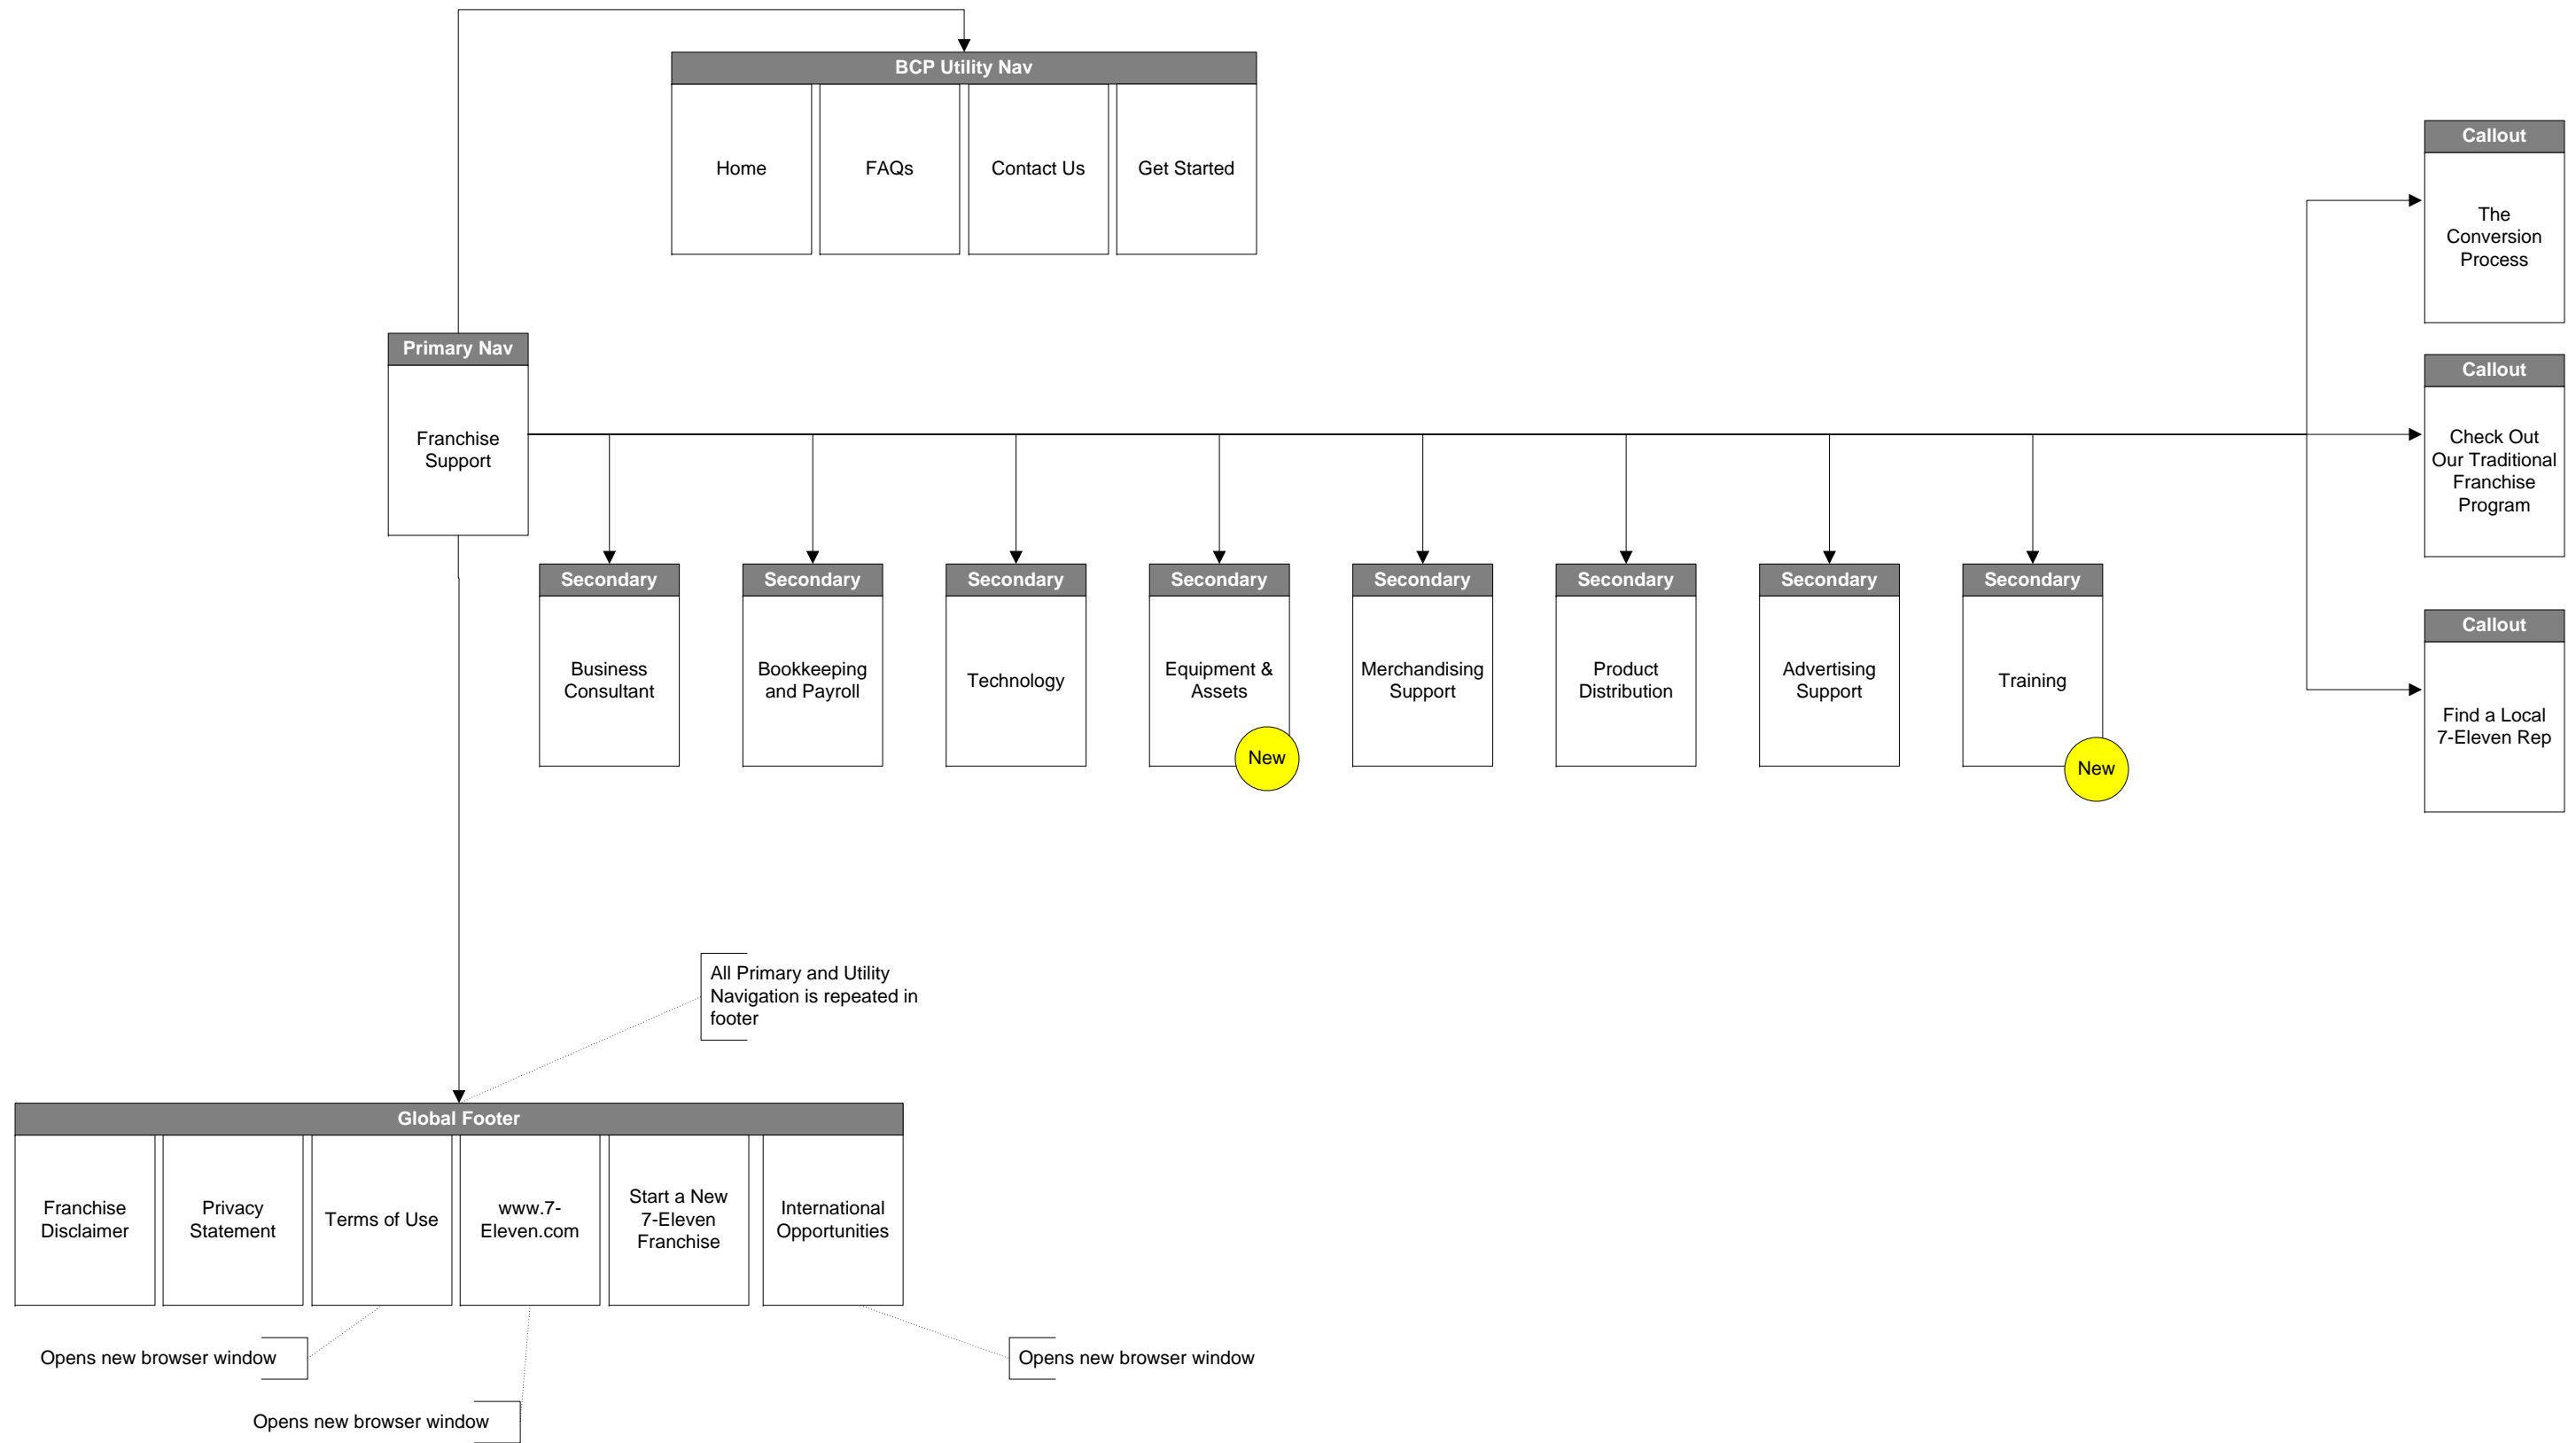 BCP Utility Nav
Home
FAQs
Contact Us
Get Started
Callout
The
Conversion
Process
Primary Nav
Franchise
Support
Callout
Check Out
Our Traditional
Franchise
Program
Secondary
Business
Consultant
Secondary
Bookkeeping
and Payroll
Secondary
Technology
Secondary
Equipment &
Assets
New
Secondary
Merchandising
Support
Secondary
Product
Distribution
Secondary
Advertising
Support
Secondary
Training
New
Callout
Find a Local
7-Eleven Rep
All Primary and Utility
Navigation is repeated in
footer
Global Footer
Franchise
Disclaimer
Privacy
Statement
Terms of Use
www.7-
Eleven.com
Start a New
7-Eleven
Franchise
International
Opportunities
Opens new browser window
Opens new browser window
Opens new browser window